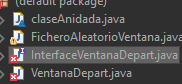 (default package)
claseAnidada.java
FicheroAleatorioVentana.java
InterfaceVentanaDepart.java
VentanaDepart.java